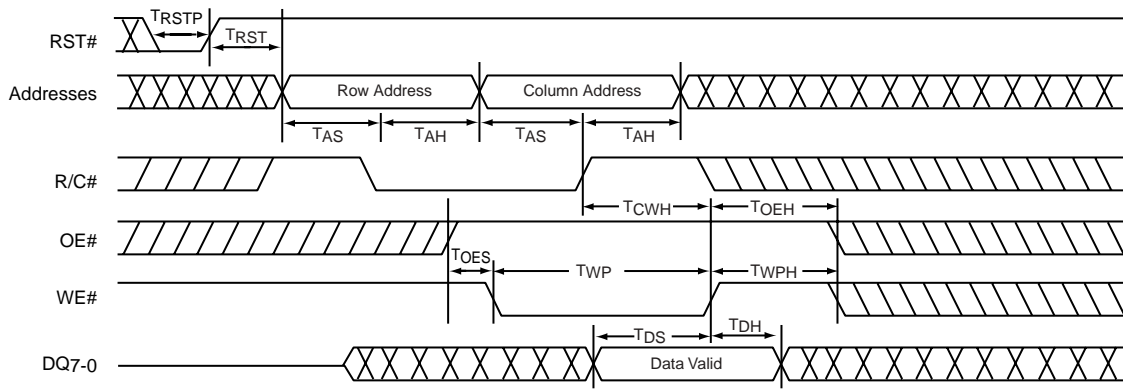 TRSTP
RST#
TRST
Addresses
Row Address
Column Address
TAS
TAH
TAS
TAH
R/C#
TCWH
TOEH
OE#
TOES
TWP
TWPH
WE#
TDS
TDH
DQ7-0
Data Valid